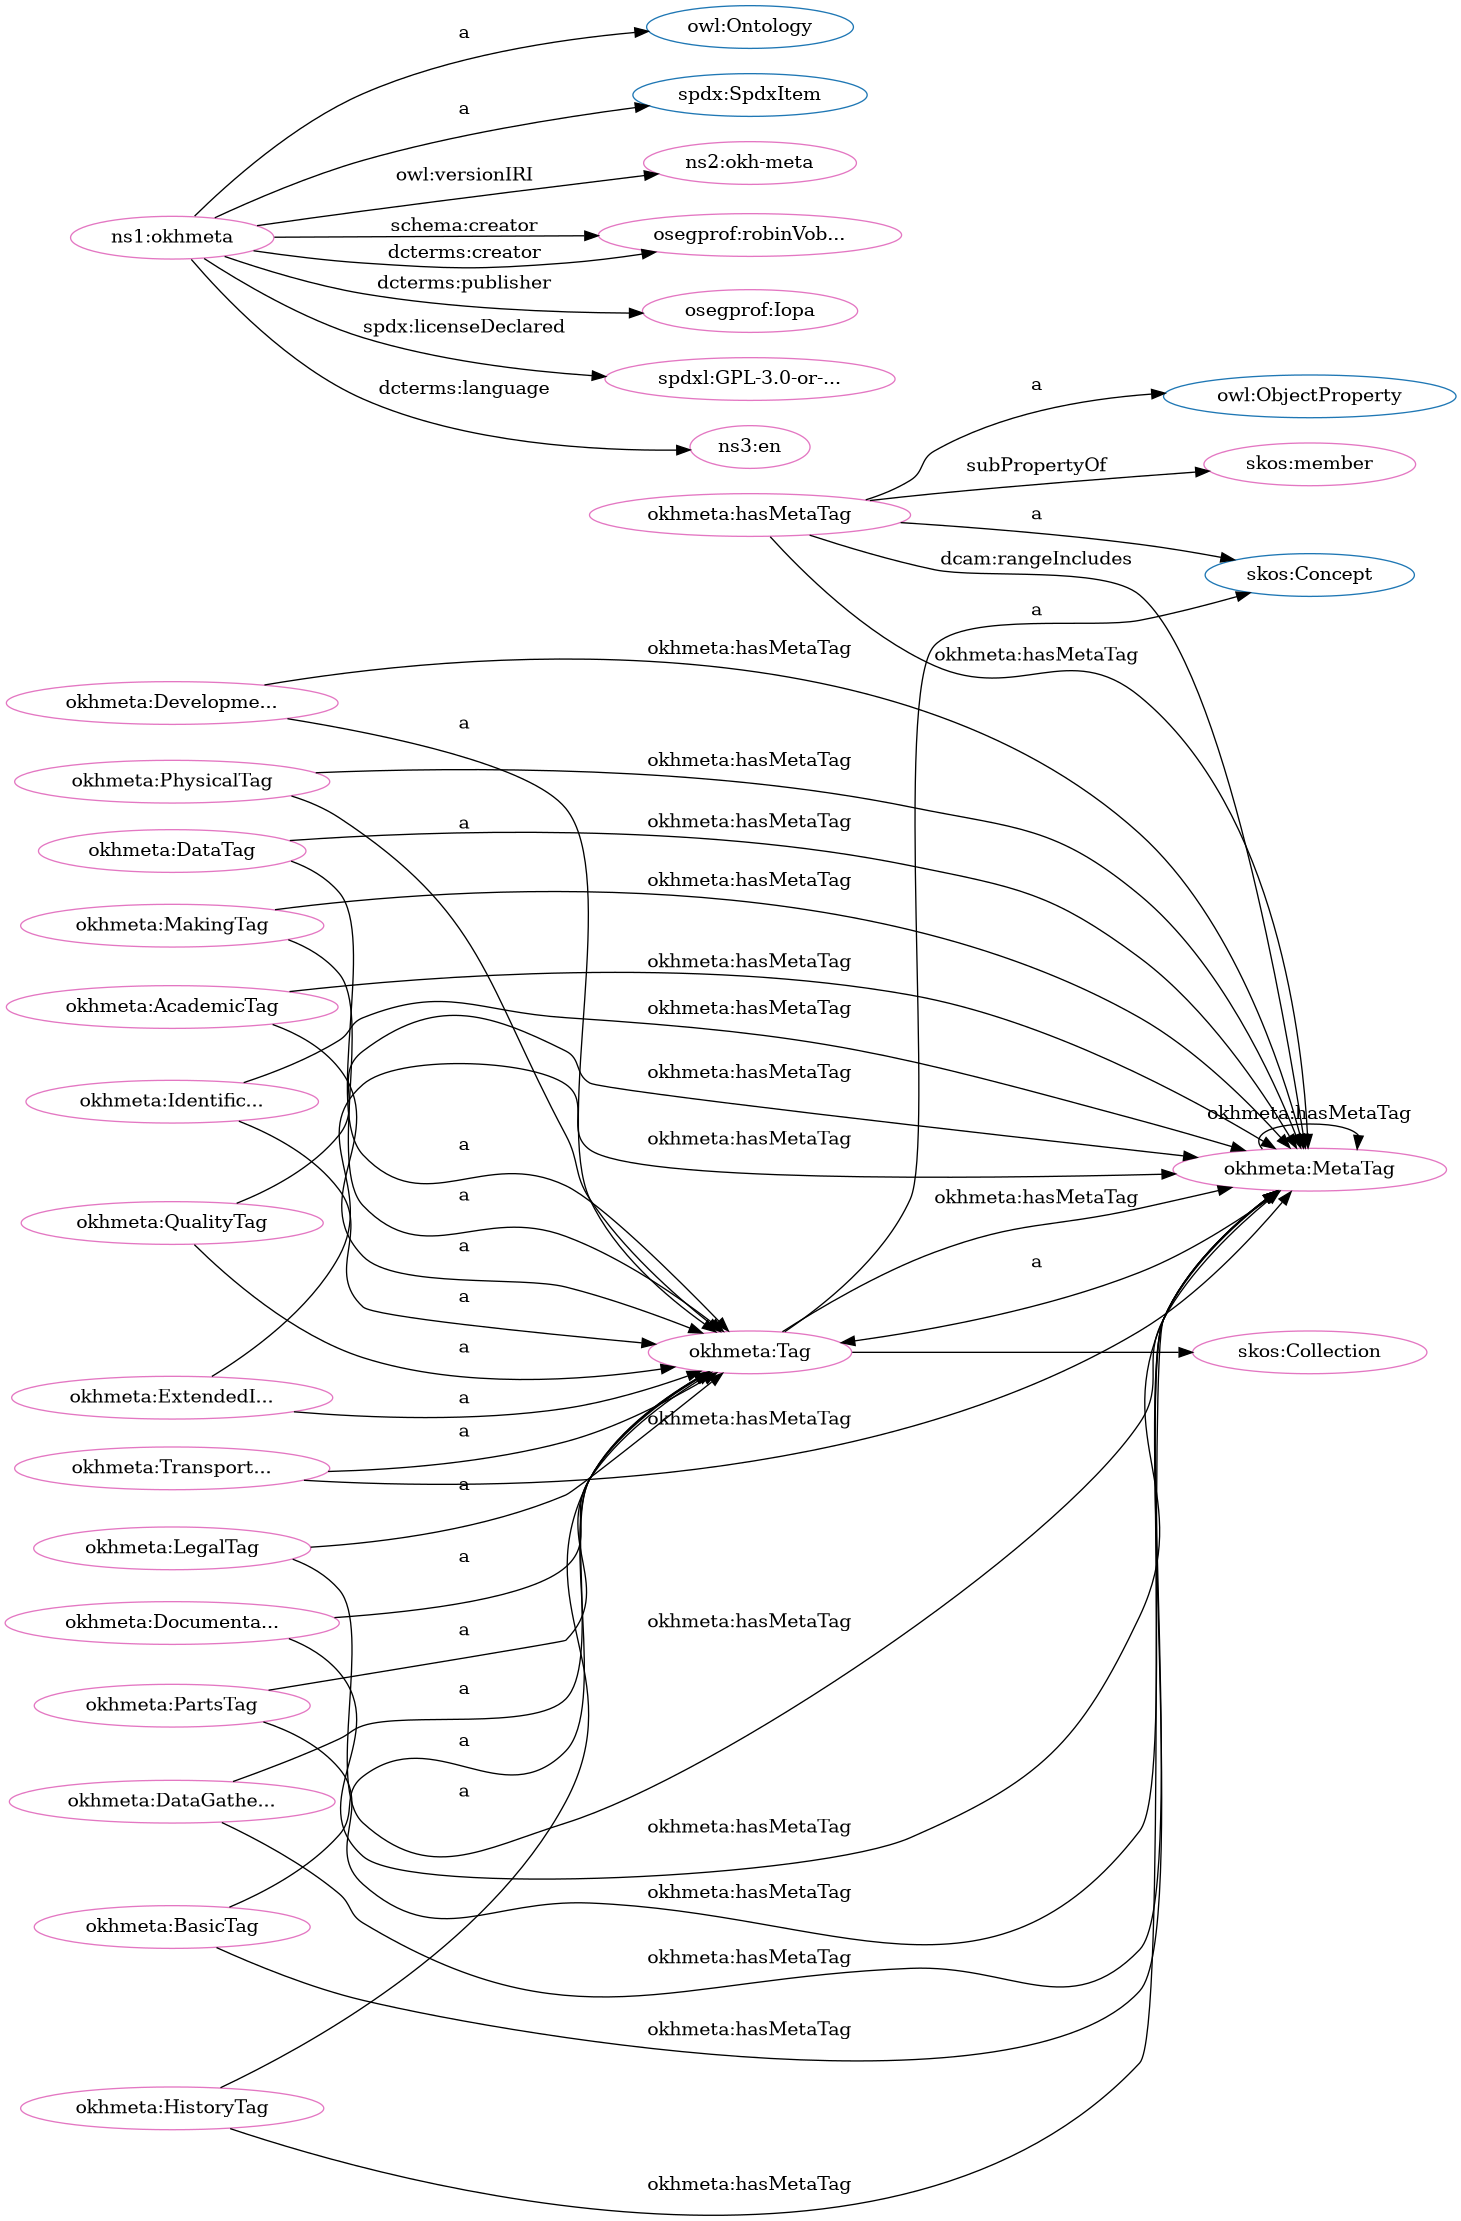 a
owl:Ontology
a
spdx:SpdxItem
owl:versionIRI
ns2:okh-meta
ns1:okhmeta
schema:creator
osegprof:robinVob...
dcterms:creator
dcterms:publisher
osegprof:Iopa
spdx:licenseDeclared
spdxl:GPL-3.0-or-...
dcterms:language
ns3:en
a
owl:ObjectProperty
subPropertyOf
skos:member
okhmeta:hasMetaTag
a
dcam:rangeIncludes
skos:Concept
a
okhmeta:hasMetaTag
okhmeta:hasMetaTag
okhmeta:Developme...
a
okhmeta:hasMetaTag
okhmeta:PhysicalTag
a
okhmeta:hasMetaTag
okhmeta:DataTag
okhmeta:hasMetaTag
okhmeta:MakingTag
okhmeta:hasMetaTag
okhmeta:AcademicTag
okhmeta:hasMetaTag
okhmeta:hasMetaTag
okhmeta:Identific...
okhmeta:hasMetaTag
okhmeta:hasMetaTag
a
okhmeta:MetaTag
a
okhmeta:hasMetaTag
okhmeta:QualityTag
a
a
a
a
okhmeta:Tag
skos:Collection
okhmeta:ExtendedI...
a
okhmeta:hasMetaTag
a
okhmeta:Transport...
a
okhmeta:LegalTag
a
okhmeta:Documenta...
okhmeta:hasMetaTag
a
okhmeta:PartsTag
a
a
okhmeta:DataGathe...
a
okhmeta:hasMetaTag
okhmeta:hasMetaTag
okhmeta:BasicTag
okhmeta:hasMetaTag
okhmeta:hasMetaTag
okhmeta:HistoryTag
okhmeta:hasMetaTag